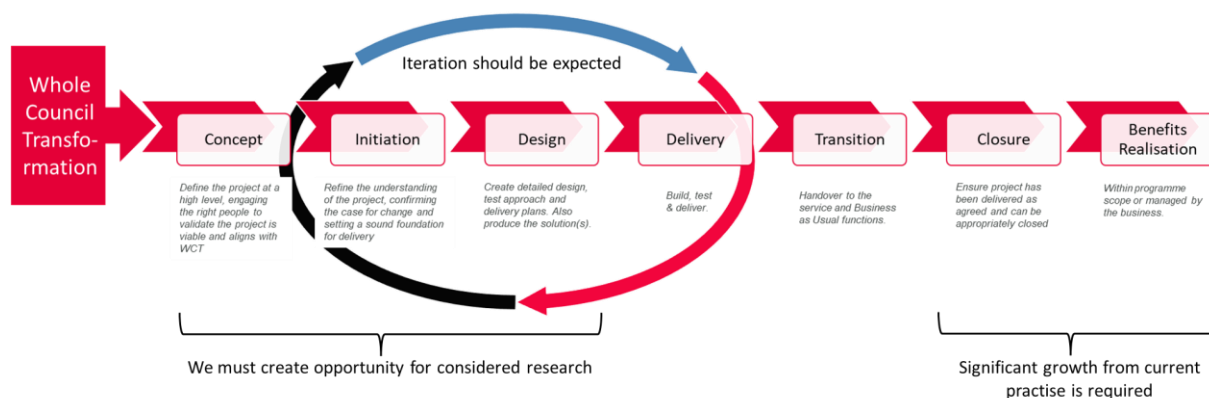 Whole
Council
Transfo-
rmation
Iteration should be expected
Concept
Initiation
Design
Delivery
Transition
Closure
Benefits
Realisation
Define the project at a
high level, engaging
the right people to
validate the project is
viable and aligns with
WCT
Refine the understanding
of the project, confirming
the case for change and
setting a sound foundation
for delivery
Create detailed design,
test approach and
delivery plans. Also
produce the solution(s).
Build, test
& deliver.
Handover to the
service and Business
as Usual functions.
Ensure project has
been delivered as
agreed and can be
appropriately closed
Within programme
scope or managed by
the business.
We must create opportunity for considered research
Significant growth from current
practise is required